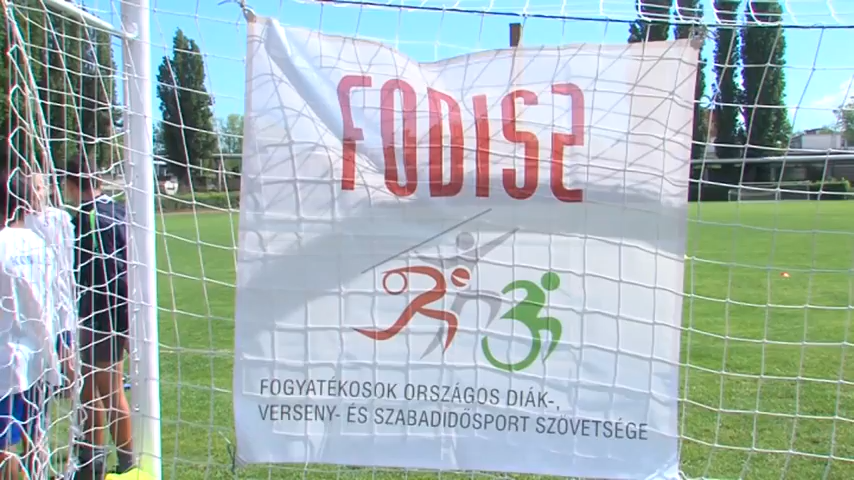 FODISZ
FOGYATÉKOSOK ORSZÁGOS DIÁK-,
VERSENY- ÉS SZABADIDŐSPORT SZÖVETSÉGE